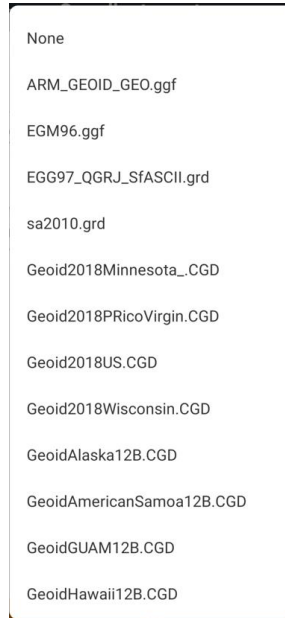 None
ARM_GEOID_GEO.ggf
EGM96.ggf
EGG97_QGRJ_SfASCII.grd
sa2010.grd
Geoid2018Minnesota_.CGD
Geoid2018PRicoVirgin.CGD
Geoid2018US.CGD
Geoid2018Wisconsin.CGD
GeoidAlaska12B.CGD
GeoidAmericanSamoa12B.CGD
GeoidGUAM12B.CGD
GeoidHawaii12B.CGD